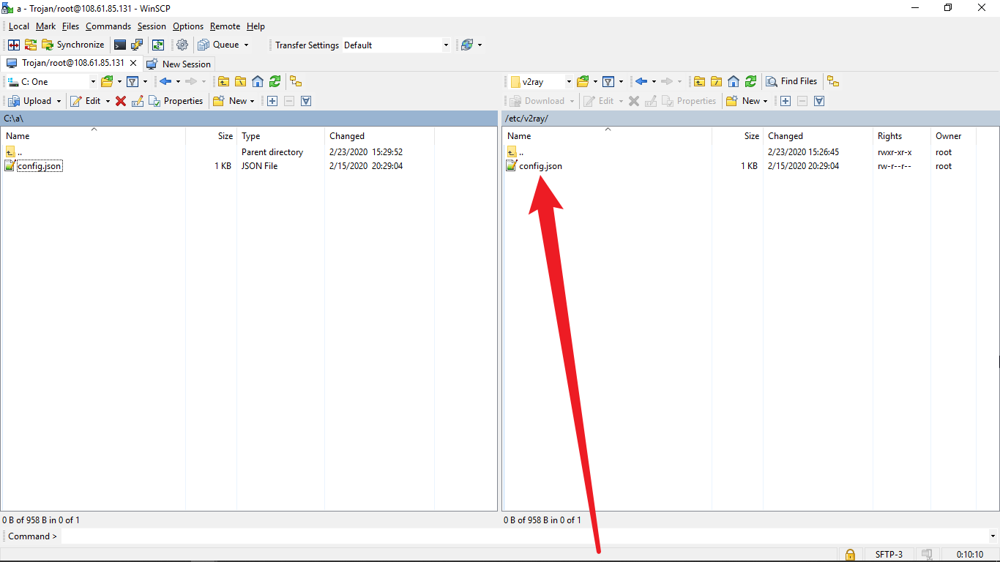 a - Trojan/root@108.61.85.131 - WinSCP
Local Mark Files Commands Session Options Remote Help
Synchronize Queue Transfer Settings Default
Trojan/root@108.61.85.131 New Session
C: One
v2ray Find Files
Upload Edit Properties New
Download Edit Properties New
C:\a\
/etc/v2ray/
Name Size Type Changed
.. Parent directory 2/23/2020 15:29:52
config.json 1 KB JSON File 2/15/2020 20:29:04
Name Size Changed Rights Owner
.. 2/23/2020 15:26:45 rwxr-xr-x root
config.json 1 KB 2/15/2020 20:29:04 rw-r--r-- root
0 B of 958 B in 0 of 1
0 B of 958 B in 0 of 1
Command >
SFTP-3 0:10:10